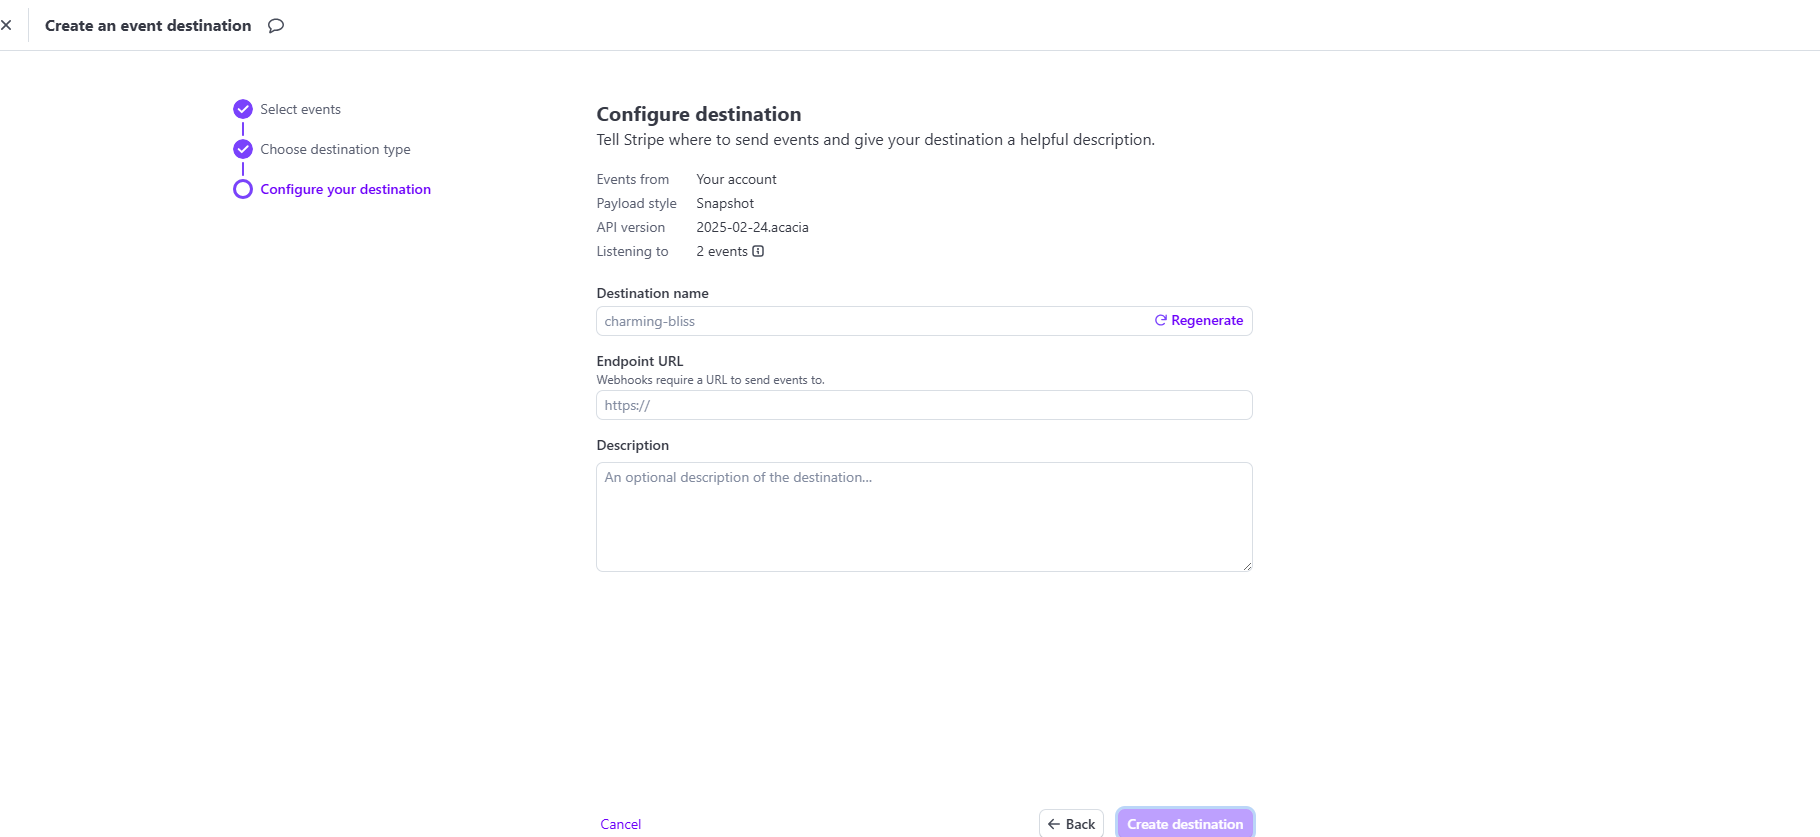 Create an event destination
Select events
Choose destination type
Configure your destination
Configure destination
Tell Stripe where to send events and give your destination a helpful description.
Events from Your account
Payload style Snapshot
API version 2025-02-24.acacia
Listening to 2 events
Destination name
charming-bliss Regenerate
Endpoint URL
Webhooks require a URL to send events to.
https://
Description
An optional description of the destination...
Cancel Back Create destination